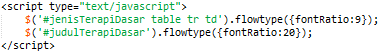 <script type="text/javascript">
$('#jenisTerapiDasar table tr td').flowtype({fontRatio:9});
$('#judulTerapiDasar').flowtype({fontRatio:20});
</script>